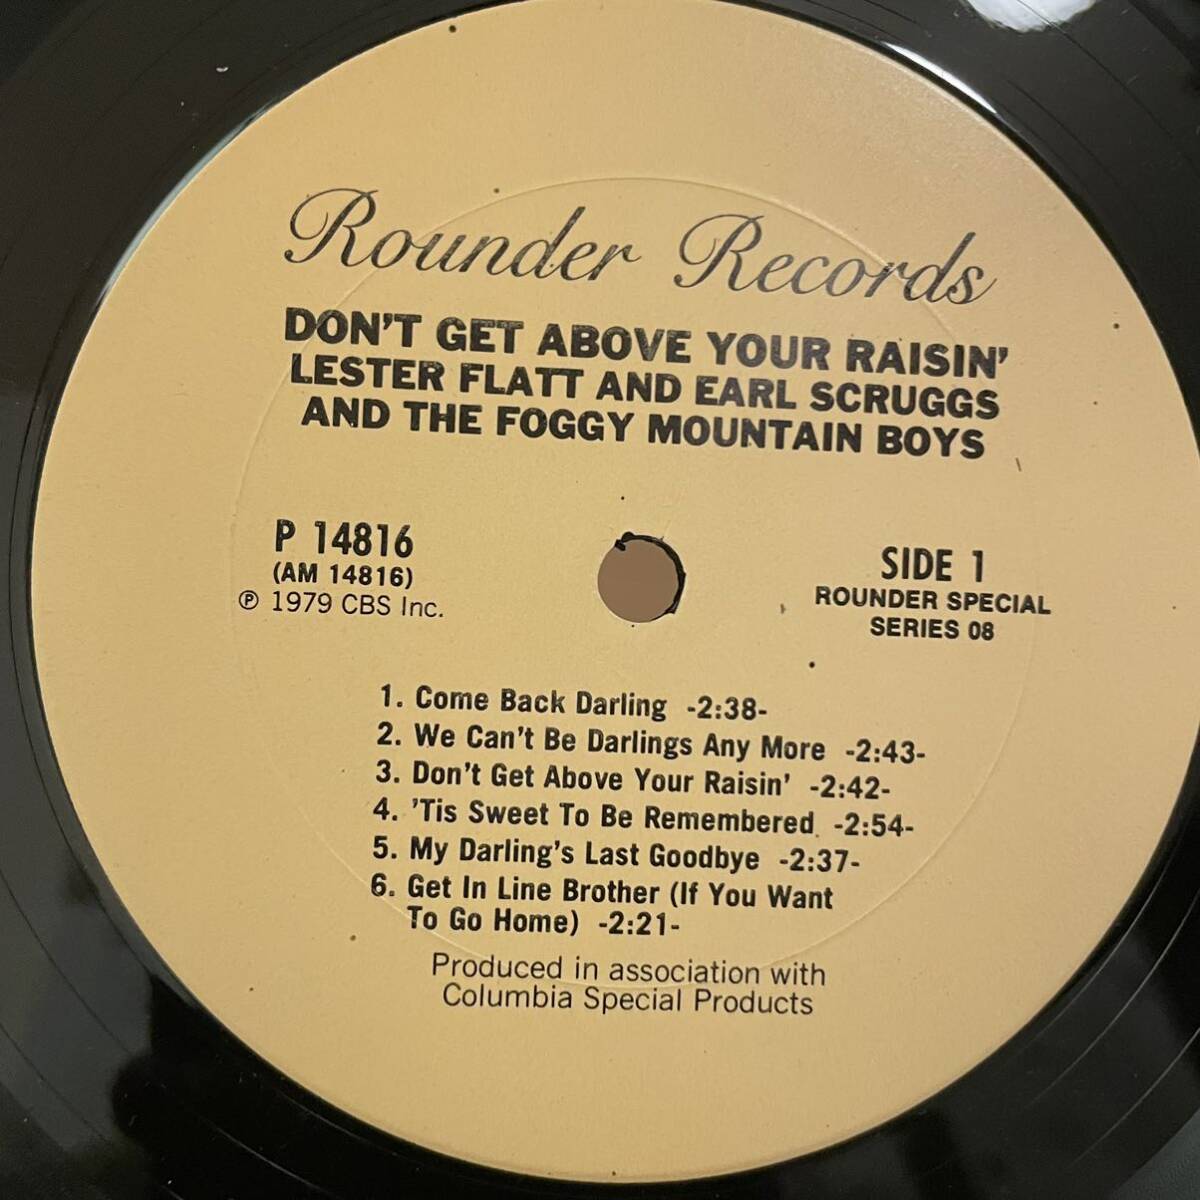 Rounder Records
DON'T GET ABOVE YOUR RAISIN'
LESTER FLATT AND EARL SCRUGGS
AND THE FOGGY MOUNTAIN BOYS
P 14816
(AM 14816)
℗ 1979 CBS Inc.
SIDE 1
ROUNDER SPECIAL
SERIES 08
1. Come Back Darling -2:38-
2. We Can't Be Darlings Any More -2:43-
3. Don't Get Above Your Raisin' -2:42-
4. 'Tis Sweet To Be Remembered -2:54-
5. My Darling's Last Goodbye -2:37-
6. Get In Line Brother (If You Want
To Go Home) -2:21-
Produced in association with
Columbia Special Products